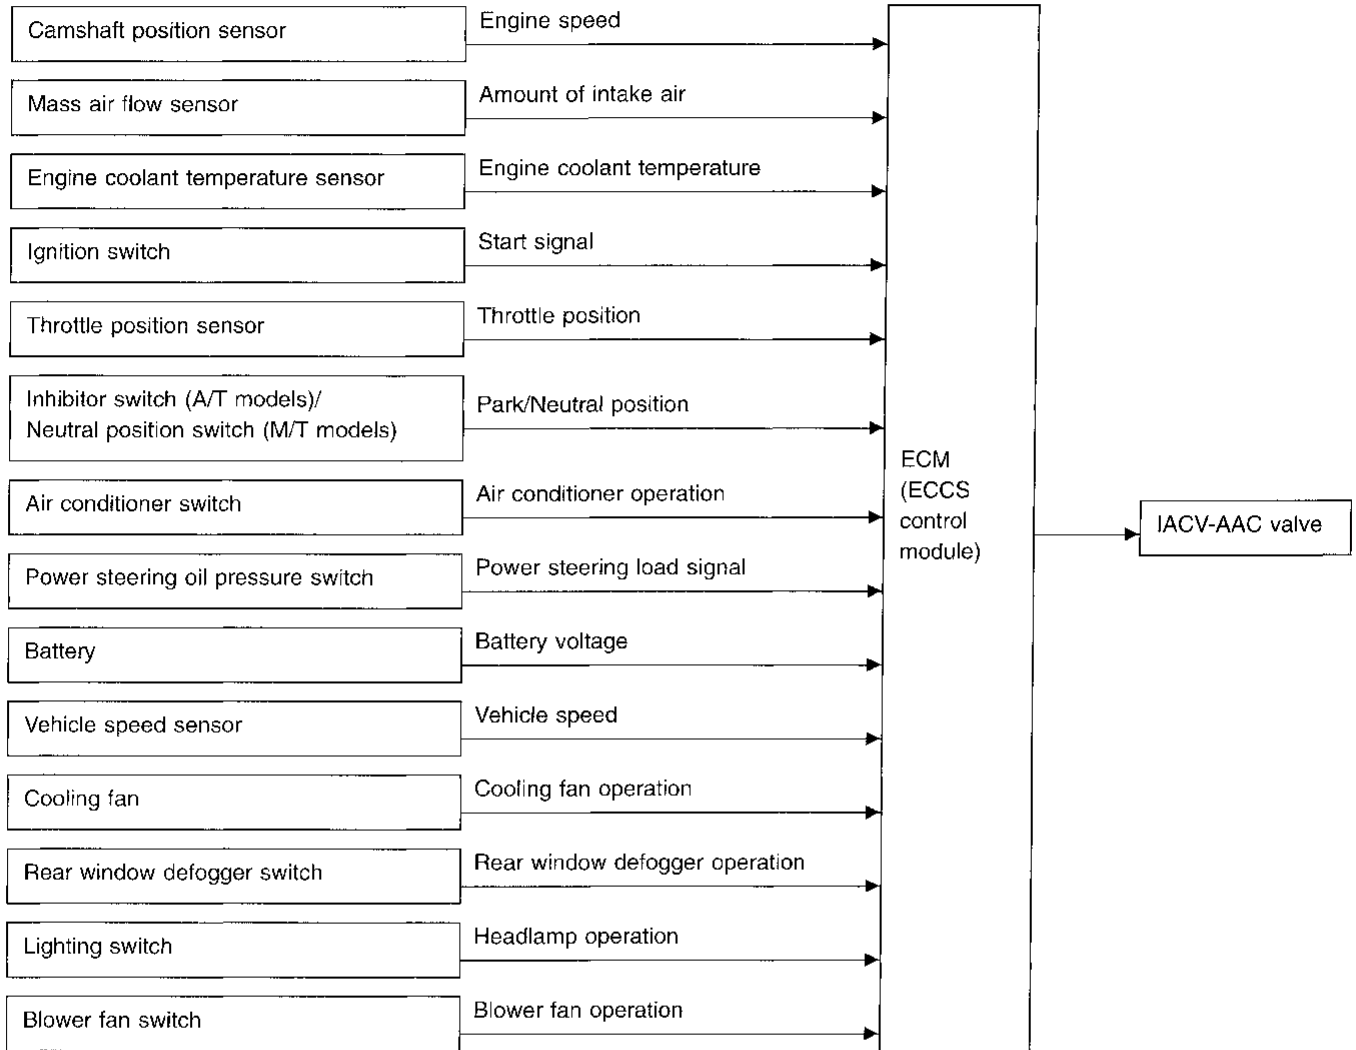 Camshaft position sensor
Engine speed
Mass air flow sensor
Amount of intake air
Engine coolant temperature sensor
Engine coolant temperature
Ignition switch
Start signal
Throttle position sensor
Throttle position
Inhibitor switch (A/T models)/
Neutral position switch (M/T models)
Park/Neutral position
Air conditioner switch
Air conditioner operation
Power steering oil pressure switch
Power steering load signal
Battery
Battery voltage
Vehicle speed sensor
Vehicle speed
Cooling fan
Cooling fan operation
Rear window defogger switch
Rear window defogger operation
Lighting switch
Headlamp operation
Blower fan switch
Blower fan operation
ECM
(ECCS
control
module)
IACV-AAC valve